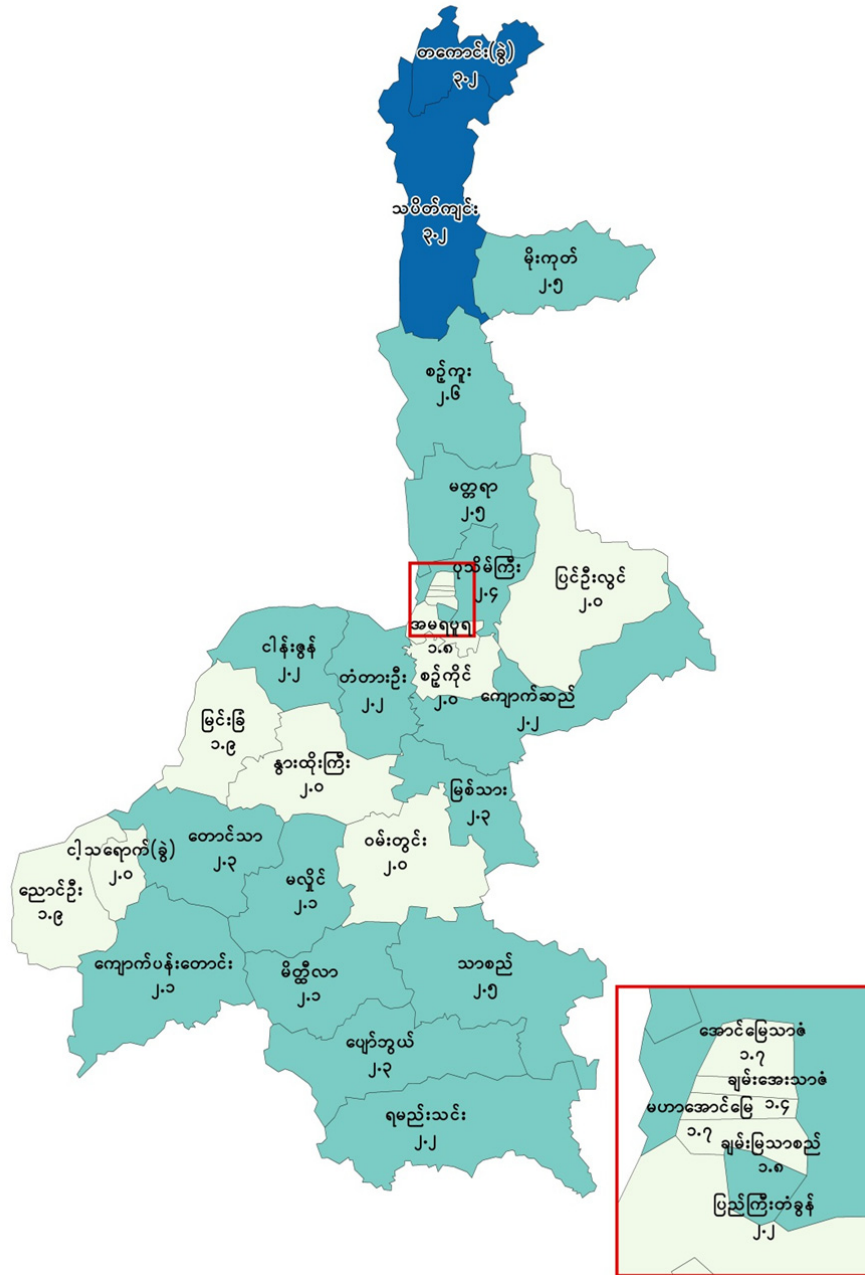 တကောင်း(ခွဲ)
၃.၂
သပိတ်ကျင်း
၃.၂
မိုးကုတ်
၂.၅
စဉ့်ကူး
၂.၆
မတ္တရာ
၂.၅
ပုသိမ်ကြီး
၂.၄
ပြင်ဦးလွင်
၂.၀
အမရပူရ
၁.၈
စဉ့်ကိုင်
၂.၀
ငါန်းဇွန်
၂.၂
တံတားဦး
၂.၂
ကျောက်ဆည်
၂.၂
မြင်းခြံ
၁.၉
နွားထိုးကြီး
၂.၀
မြစ်သား
၂.၃
တောင်သာ
၂.၃
ဝမ်းတွင်း
၂.၀
ငါ့သရောက်(ခွဲ)
၂.၀
မလှိုင်
၂.၁
ညောင်ဦး
၁.၉
ကျောက်ပန်းတောင်း
၂.၁
မိတ္ထီလာ
၂.၁
သာစည်
၂.၅
ပျော်ဘွယ်
၂.၃
ရမည်းသင်း
၂.၂
အောင်မြေသာဇံ
၁.၇
ချမ်းအေးသာဇံ
၁.၄
မဟာအောင်မြေ
၁.၇
ချမ်းမြသာစည်
၁.၈
ပြည်ကြီးတံခွန်
၂.၂